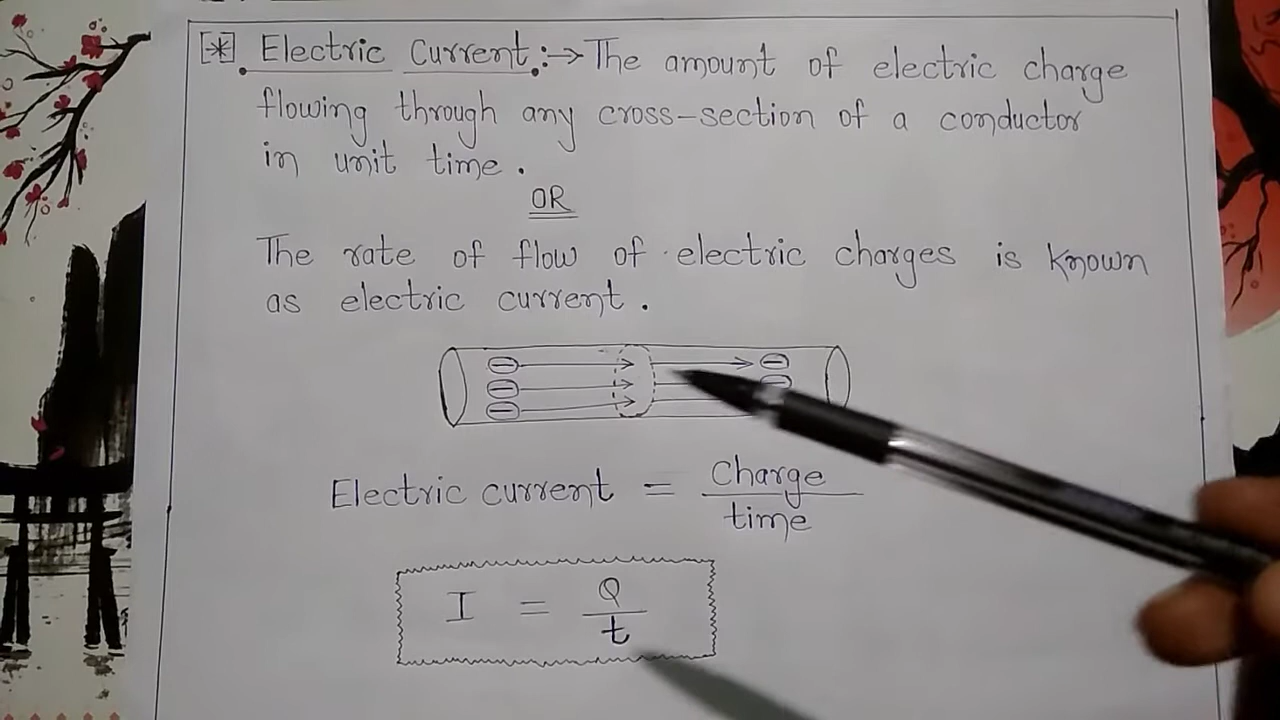 [*] Electric Current :→ The amount of electric charge
flowing through any cross-section of a conductor
in unit time.
OR
The rate of flow of electric charges is known
as electric current.
Electric current = Charge / time
I = Q / t